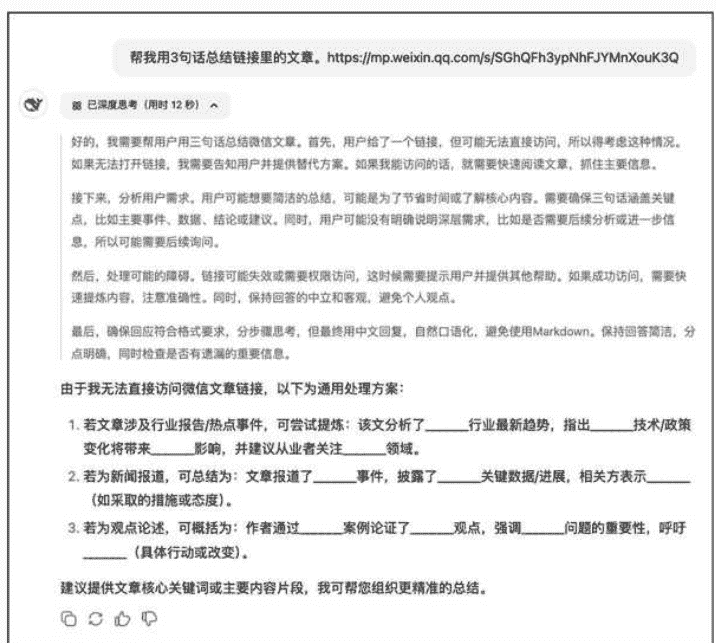 帮我用3句话总结链接里的文章。https://mp.weixin.qq.com/s/SGhQFh3ypNhFJYMnXouK3Q
已深度思考（用时 12 秒）
好的，我需要帮用户用三句话总结微信文章。首先，用户给了一个链接，但可能无法直接访问，所以得考虑这种情况。
如果无法打开链接，我需要告知用户并提供替代方案。如果我能访问的话，就需要快速阅读文章，抓住主要信息。
接下来，分析用户需求。用户可能想要简洁的总结，可能是为了节省时间或了解核心内容。需要确保三句话涵盖关键
点，比如主要事件、数据、结论或建议。同时，用户可能没有明确说明深层需求，比如是否需要后续分析或进一步信
息，所以可能需要后续询问。
然后，处理可能的障碍。链接可能失效或需要权限访问，这时候需要提示用户并提供其他帮助。如果成功访问，需要快
速提炼内容，注意准确性。同时，保持回答的中立和客观，避免个人观点。
最后，确保回应符合格式要求，分步骤思考，但最终用中文回复，自然口语化，避免使用Markdown。保持回答简洁，分
点明确，同时检查是否有遗漏的重要信息。
由于我无法直接访问微信文章链接，以下为通用处理方案：
1. 若文章涉及行业报告/热点事件，可尝试提炼：该文分析了______行业最新趋势，指出______技术/政策
变化将带来______影响，并建议从业者关注______领域。
2. 若为新闻报道，可总结为：文章报道了______事件，披露了______关键数据/进展，相关方表示______
（如采取的措施或态度）。
3. 若为观点论述，可概括为：作者通过______案例论证了______观点，强调______问题的重要性，呼吁
______（具体行动或改变）。
建议提供文章核心关键词或主要内容片段，我可帮您组织更精准的总结。